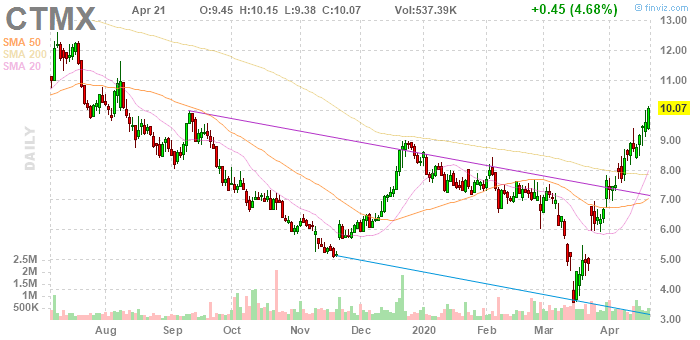 CTMX
Apr 21 O:9.45 H:10.15 L:9.38 C:10.07 Vol:537.39K +0.45 (4.68%)
© finviz.com
SMA 50
SMA 200
SMA 20
DAILY
13.00
12.00
11.00
10.07
9.00
8.00
7.00
6.00
5.00
4.00
3.00
2.5M
2M
1.5M
1M
500K
Aug Sep Oct Nov Dec 2020 Feb Mar Apr